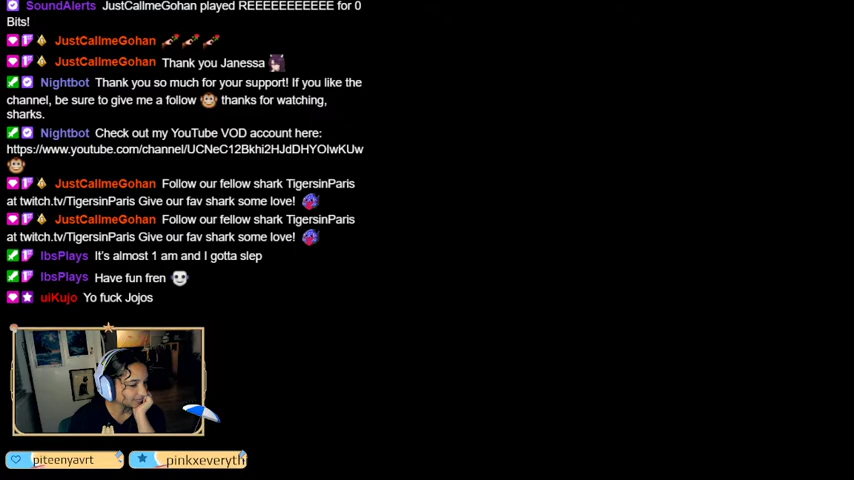 SoundAlerts JustCallmeGohan played REEEEEEEEEEE for 0
Bits!
JustCallmeGohan
JustCallmeGohan Thank you Janessa
Nightbot Thank you so much for your support! If you like the
channel, be sure to give me a follow thanks for watching,
sharks.
Nightbot Check out my YouTube VOD account here:
https://www.youtube.com/channel/UCNeC12Bkhi2HJdDHYOlwKUw
JustCallmeGohan Follow our fellow shark TigersinParis
at twitch.tv/TigersinParis Give our fav shark some love!
JustCallmeGohan Follow our fellow shark TigersinParis
at twitch.tv/TigersinParis Give our fav shark some love!
IbsPlays It's almost 1 am and I gotta slep
IbsPlays Have fun fren
uiKujo Yo fuck Jojos
piteenyavrt pinkxeveryth